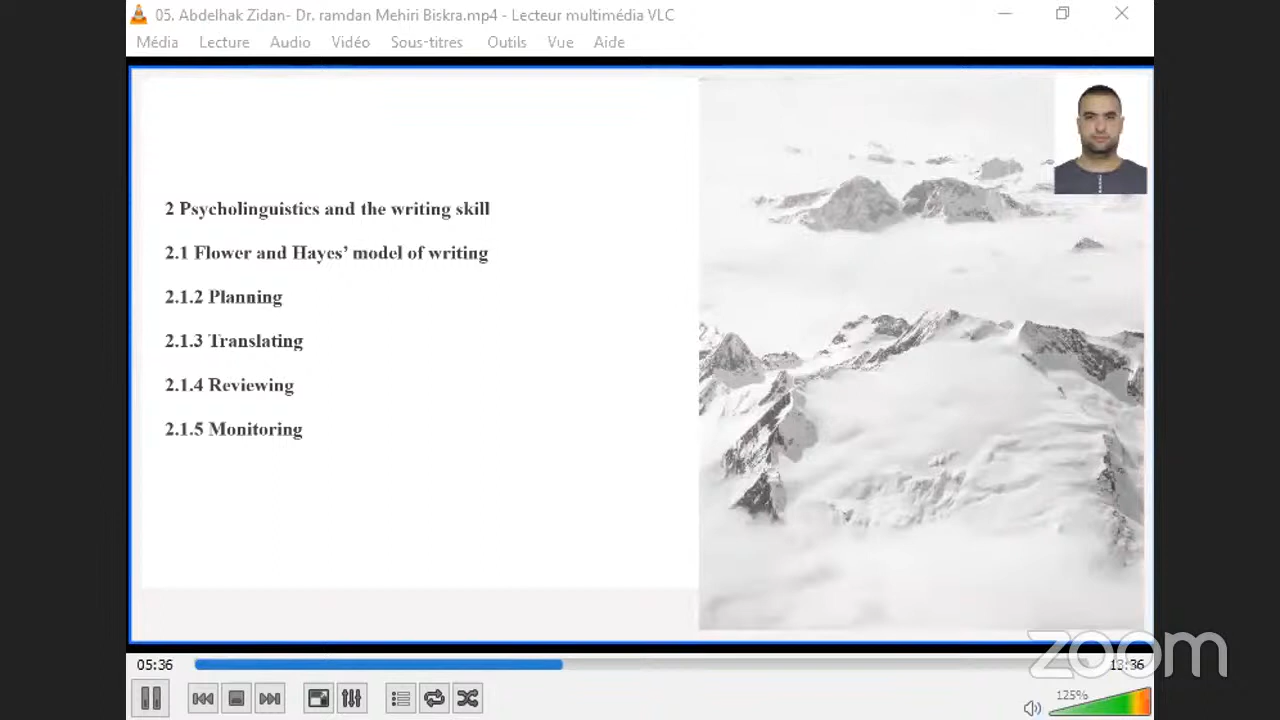 05. Abdelhak Zidan- Dr. ramdan Mehiri Biskra.mp4 - Lecteur multimédia VLC
Média Lecture Audio Vidéo Sous-titres Outils Vue Aide
2 Psycholinguistics and the writing skill
2.1 Flower and Hayes’ model of writing
2.1.2 Planning
2.1.3 Translating
2.1.4 Reviewing
2.1.5 Monitoring
zoom
05:36
13:36
125%